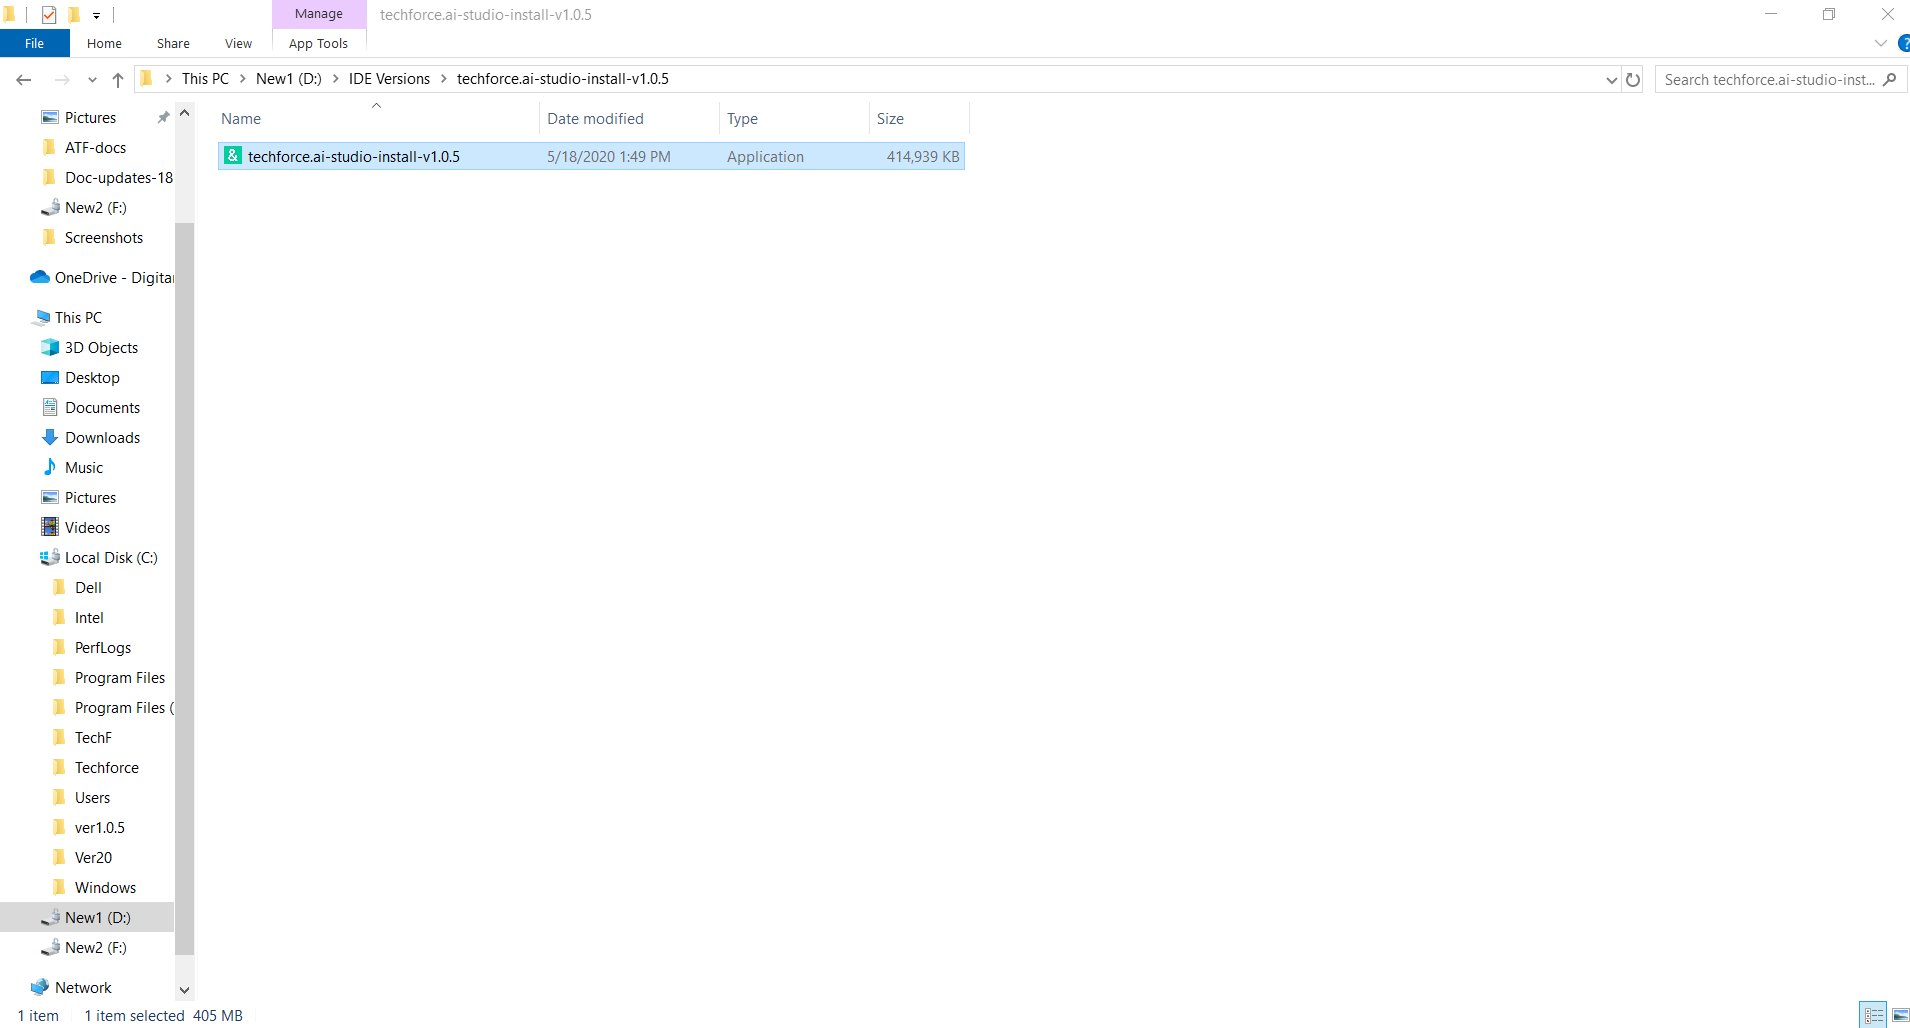 Manage
techforce.ai-studio-install-v1.0.5
File
Home
Share
View
App Tools
?
This PC
New1 (D:)
IDE Versions
techforce.ai-studio-install-v1.0.5
Search techforce.ai-studio-inst...
Name
Date modified
Type
Size
& techforce.ai-studio-install-v1.0.5
5/18/2020 1:49 PM
Application
414,939 KB
Pictures
ATF-docs
Doc-updates-18
New2 (F:)
Screenshots
OneDrive - Digita
This PC
3D Objects
Desktop
Documents
Downloads
Music
Pictures
Videos
Local Disk (C:)
Dell
Intel
PerfLogs
Program Files
Program Files (
TechF
Techforce
Users
ver1.0.5
Ver20
Windows
New1 (D:)
New2 (F:)
Network
1 item
1 item selected 405 MB